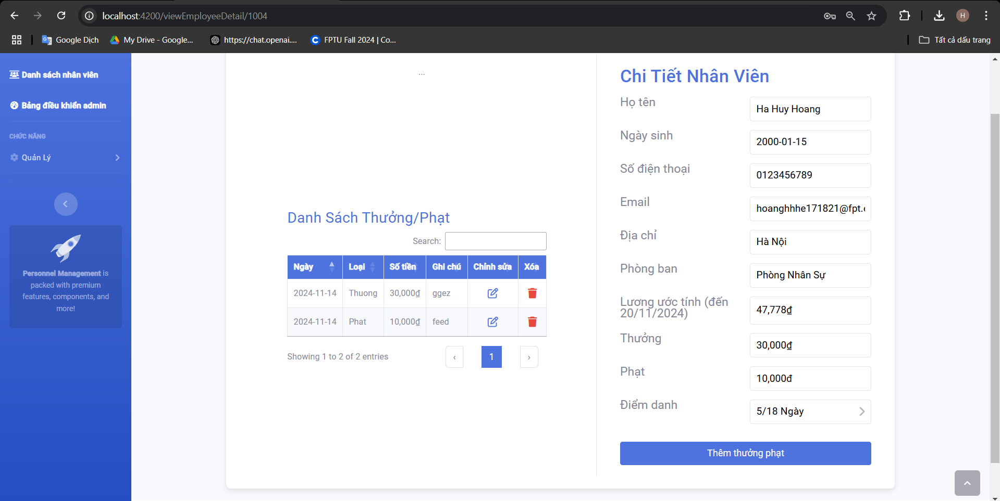 localhost:4200/viewEmployeeDetail/1004
H
Google Dịch
My Drive - Google...
https://chat.openai....
FPTU Fall 2024 | Co...
Tất cả dấu trang
Danh sách nhân viên
Bảng điều khiển admin
CHỨC NĂNG
Quản Lý
Personnel Management is
packed with premium
features, components, and
more!
...
Danh Sách Thưởng/Phạt
Search:
Ngày Loại Số tiền Ghi chú Chỉnh sửa Xóa
2024-11-14 Thuong 30,000₫ ggez
2024-11-14 Phat 10,000₫ feed
Showing 1 to 2 of 2 entries
‹ 1 ›
Chi Tiết Nhân Viên
Họ tên
Ha Huy Hoang
Ngày sinh
2000-01-15
Số điện thoại
0123456789
Email
hoanghhhe171821@fpt.e
Địa chỉ
Hà Nội
Phòng ban
Phòng Nhân Sự
Lương ước tính (đến
20/11/2024)
47,778₫
Thưởng
30,000₫
Phạt
10,000đ
Điểm danh
5/18 Ngày
Thêm thưởng phạt